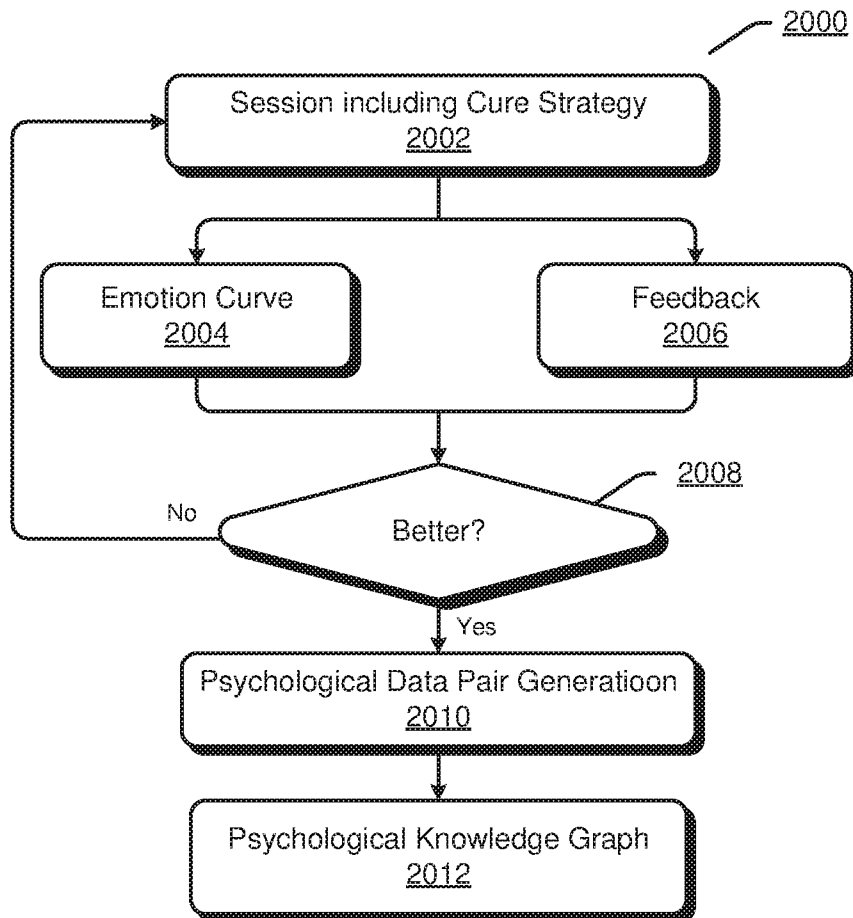 2000
Session including Cure Strategy
2002
Emotion Curve
2004
Feedback
2006
2008
Better?
No
Yes
Psychological Data Pair Generatioon
2010
Psychological Knowledge Graph
2012